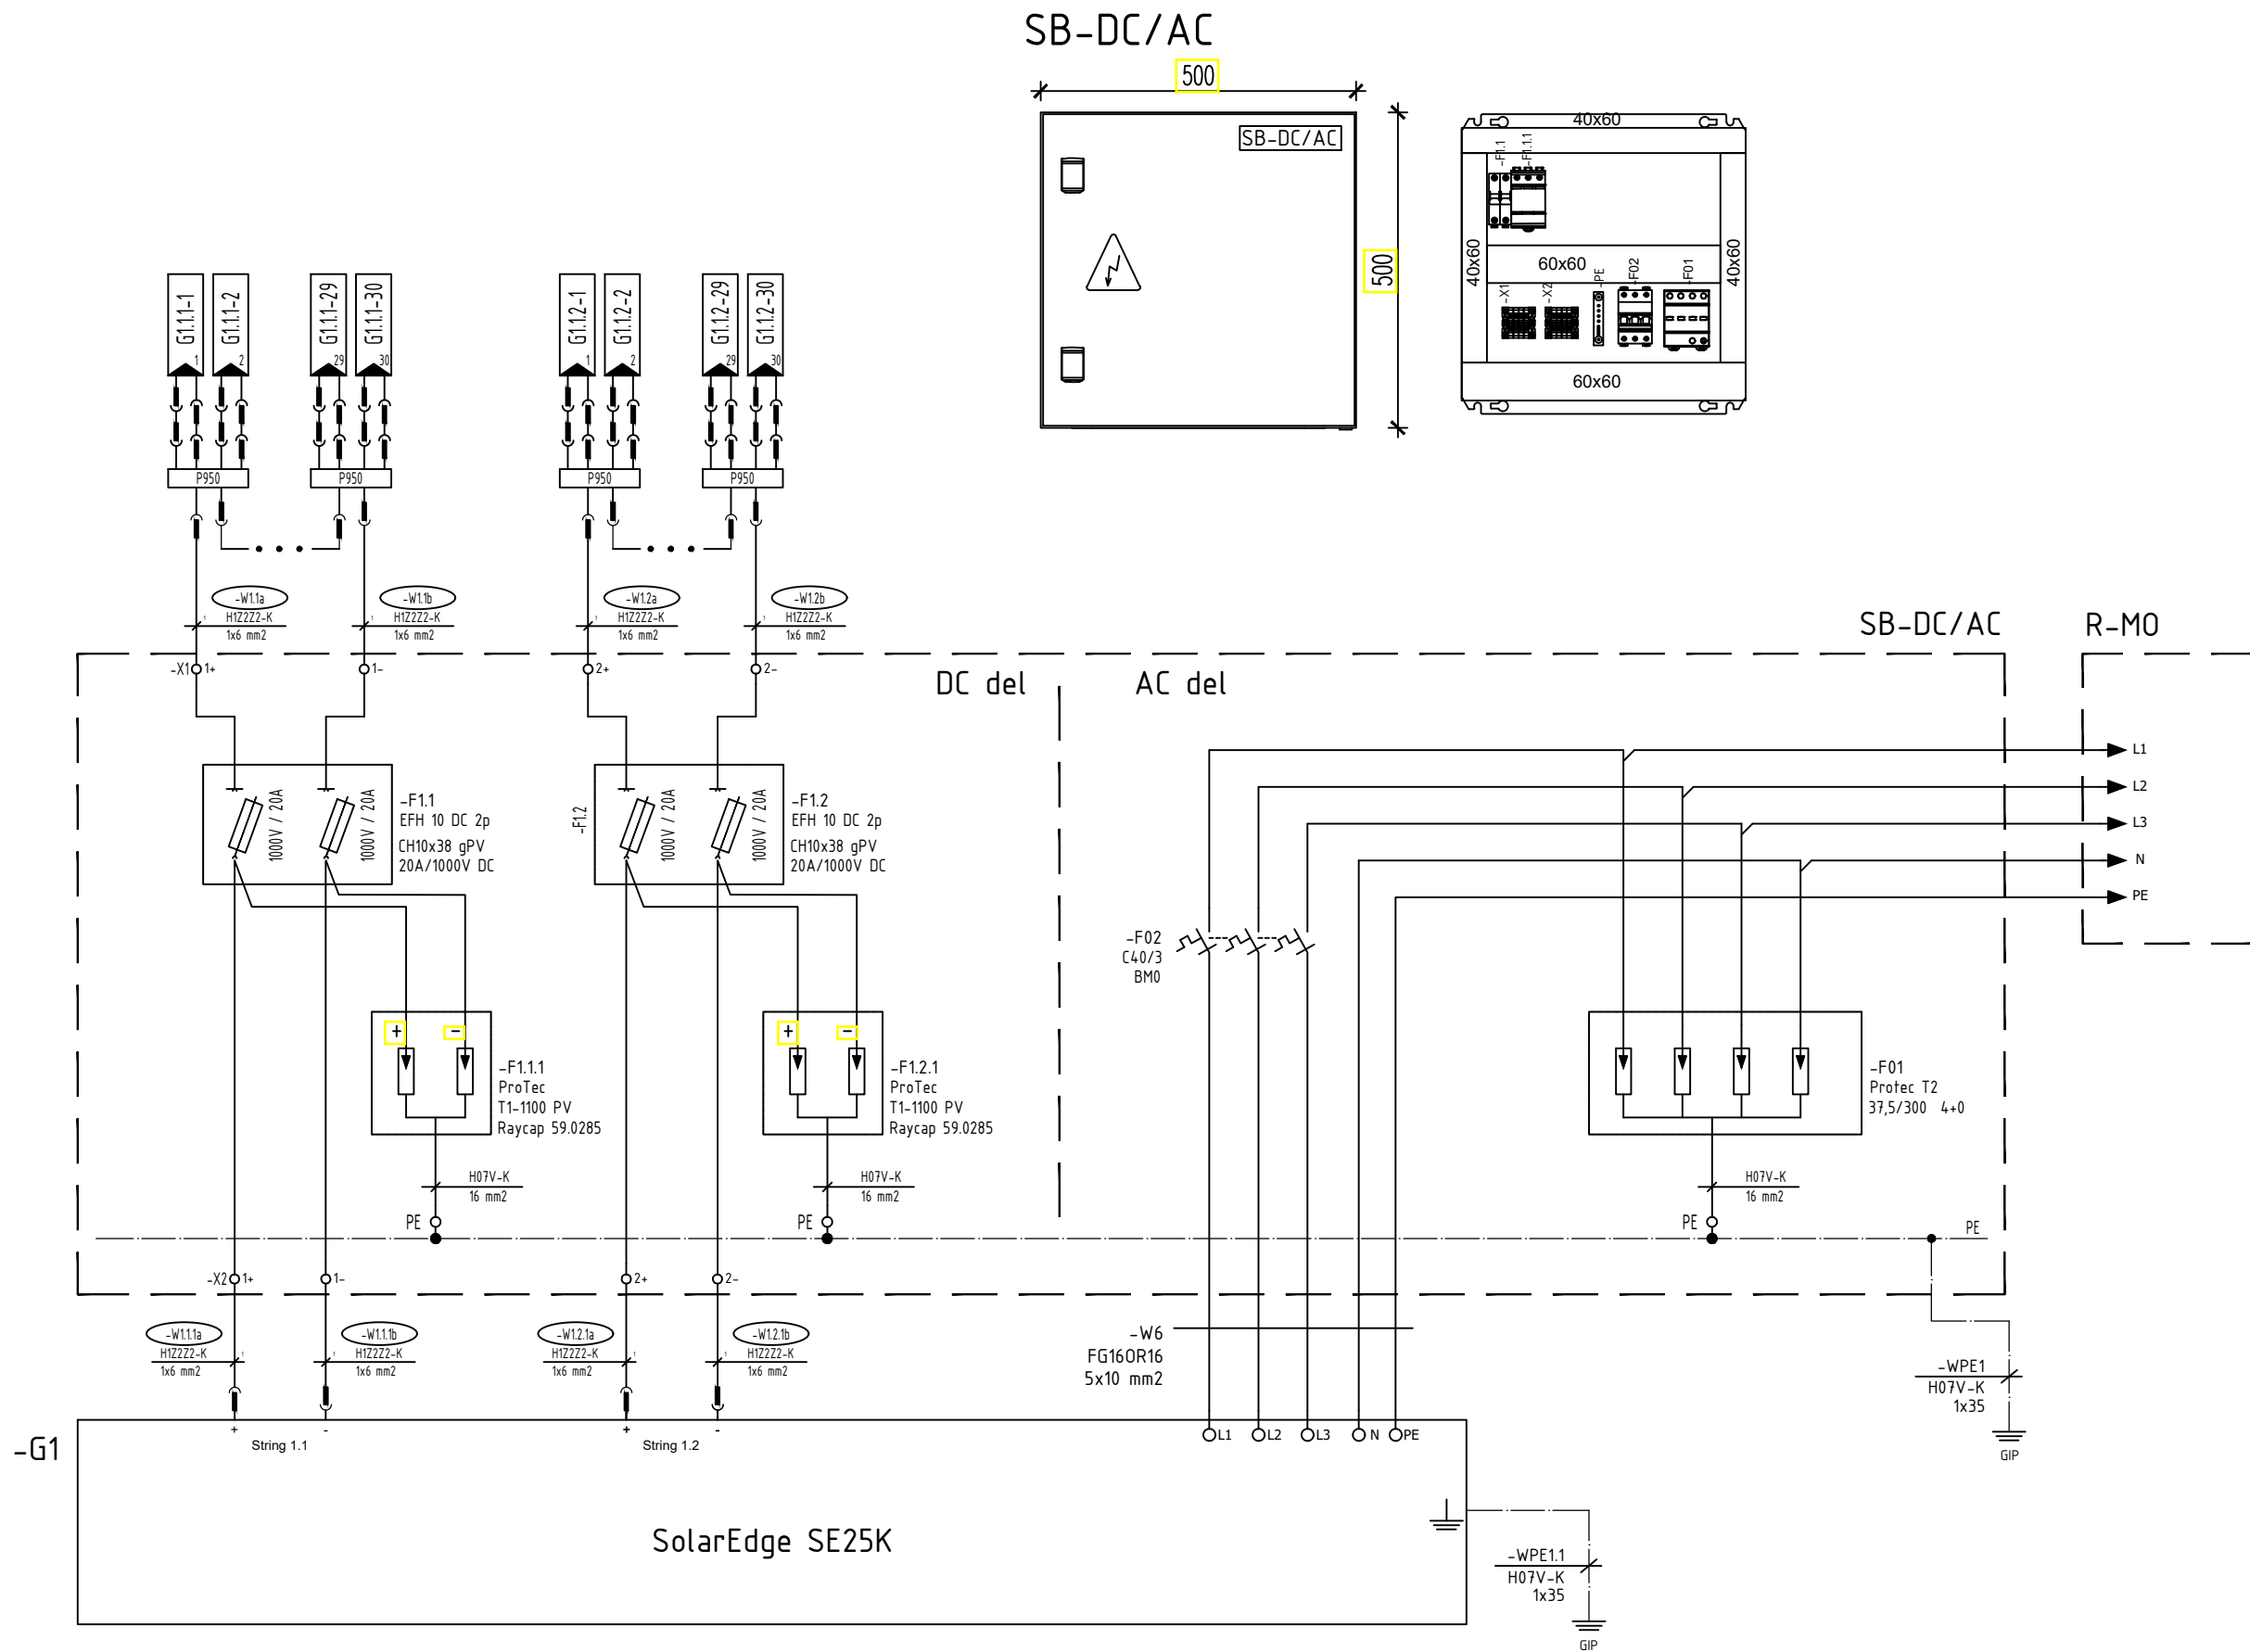 SB-DC/AC
500
SB-DC/AC
500
40x60
-F1.1
-F1.1.1
40x60
60x60
40x60
-X1
-X2
-PE
-F02
-F01
60x60
G1.1.1-1
1
G1.1.1-2
2
G1.1.1-29
29
G1.1.1-30
30
G1.1.2-1
1
G1.1.2-2
2
G1.1.2-29
29
G1.1.2-30
30
P950
P950
P950
P950
-W1.1a
H1Z2Z2-K
1x6 mm2
-W1.1b
H1Z2Z2-K
1x6 mm2
-W1.2a
H1Z2Z2-K
1x6 mm2
-W1.2b
H1Z2Z2-K
1x6 mm2
SB-DC/AC
R-M0
-X1 1+
1-
2+
2-
DC del
AC del
L1
L2
L3
N
PE
1000V / 20A
1000V / 20A
-F1.1
EFH 10 DC 2p
CH10x38 gPV
20A/1000V DC
-F1.2
1000V / 20A
1000V / 20A
-F1.2
EFH 10 DC 2p
CH10x38 gPV
20A/1000V DC
-F02
C40/3
BM0
+ -
-F1.1.1
ProTec
T1-1100 PV
Raycap 59.0285
+ -
-F1.2.1
ProTec
T1-1100 PV
Raycap 59.0285
-F01
Protec T2
37,5/300 4+0
H07V-K
16 mm2
H07V-K
16 mm2
H07V-K
16 mm2
PE
PE
PE
PE
-X2 1+
1-
2+
2-
-W1.1.1a
H1Z2Z2-K
1x6 mm2
-W1.1.1b
H1Z2Z2-K
1x6 mm2
-W1.2.1a
H1Z2Z2-K
1x6 mm2
-W1.2.1b
H1Z2Z2-K
1x6 mm2
-W6
FG16OR16
5x10 mm2
-WPE1
H07V-K
1x35
GIP
-G1
+ -
String 1.1
+ -
String 1.2
L1
L2
L3
N
PE
SolarEdge SE25K
-WPE1.1
H07V-K
1x35
GIP